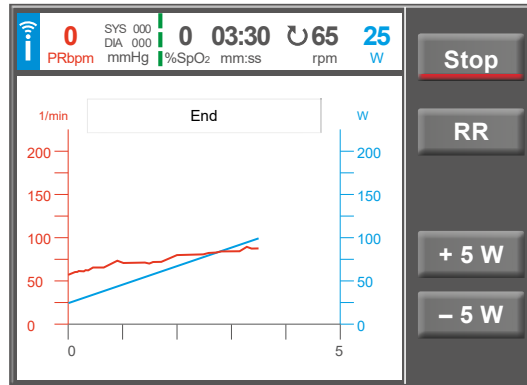 0 SYS 000 0 03:30 65 25
DIA 000
PRbpm mmHg %SpO2 mm:ss rpm W
Stop
1/min End W
RR
200 200
150 150
100 100
+ 5 W
50 50
– 5 W
0 0
0 5